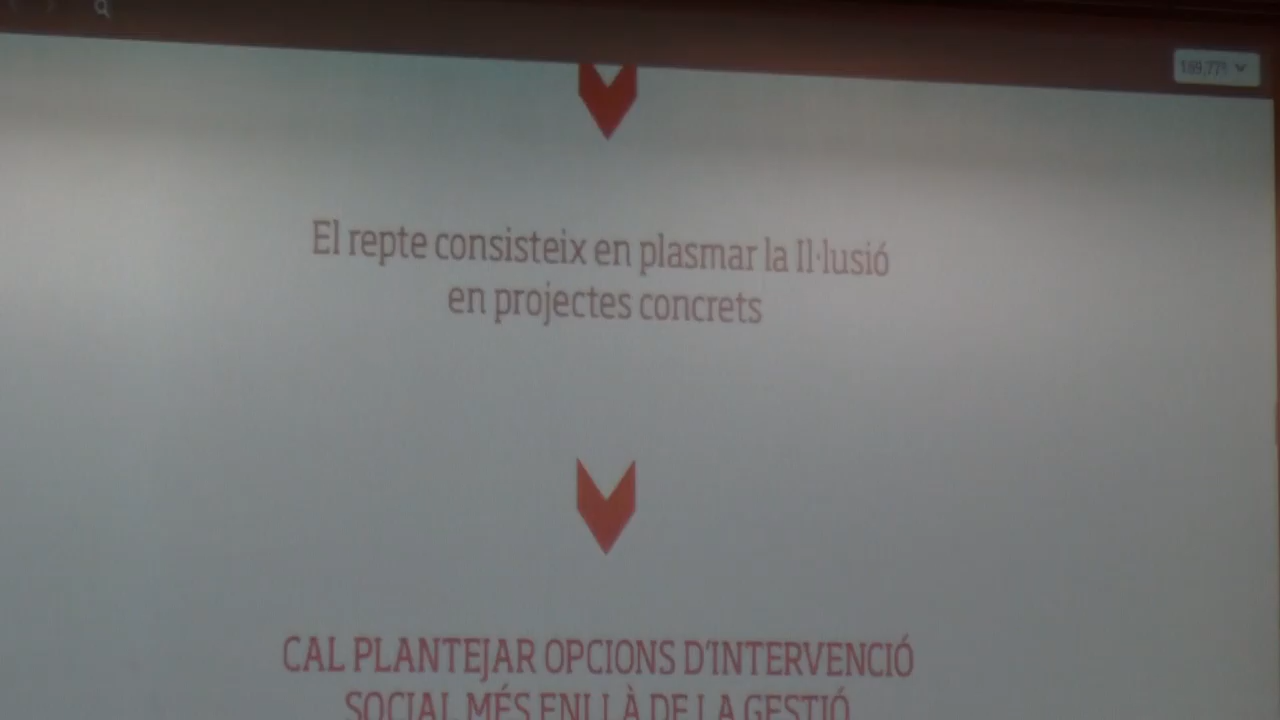 El repte consisteix en plasmar la Il·lusió
en projectes concrets
CAL PLANTEJAR OPCIONS D'INTERVENCIÓ
SOCIAL MÉS ENLLÀ DE LA GESTIÓ